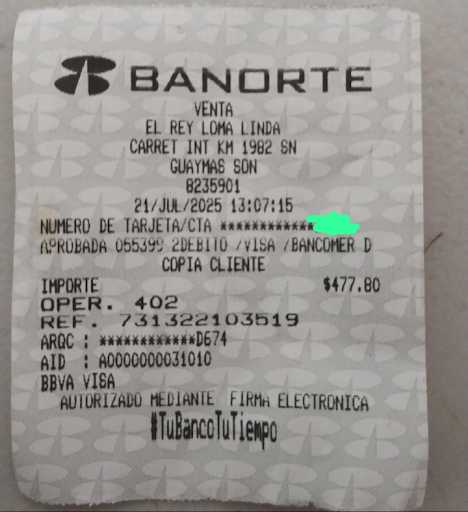 BANORTE
VENTA
EL REY LOMA LINDA
CARRET INT KM 1982 SN
GUAYMAS SON
8235901
21/JUL/2025 13:07:15
NUMERO DE TARJETA/CTA ************
APROBADA 055399 2DEBITO /VISA /BANCOMER D
COPIA CLIENTE
IMPORTE $477.80
OPER. 402
REF. 731322103519
ARQC : ************D674
AID : A0000000031010
BBVA VISA
AUTORIZADO MEDIANTE FIRMA ELECTRONICA
#TuBancoTuTiempo